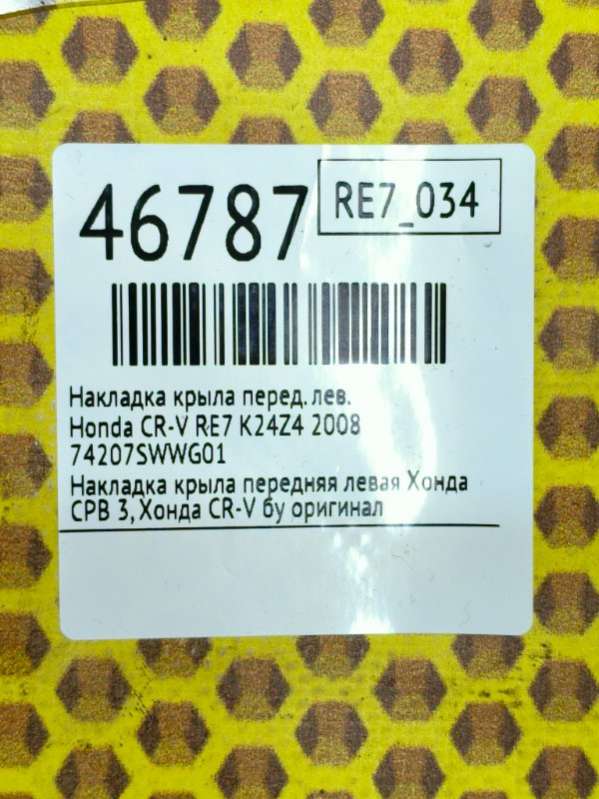 46787
RE7_034
Накладка крыла перед. лев.
Honda CR-V RE7 K24Z4 2008
74207SWWG01
Накладка крыла передняя левая Хонда
СРВ 3, Хонда CR-V бу оригинал